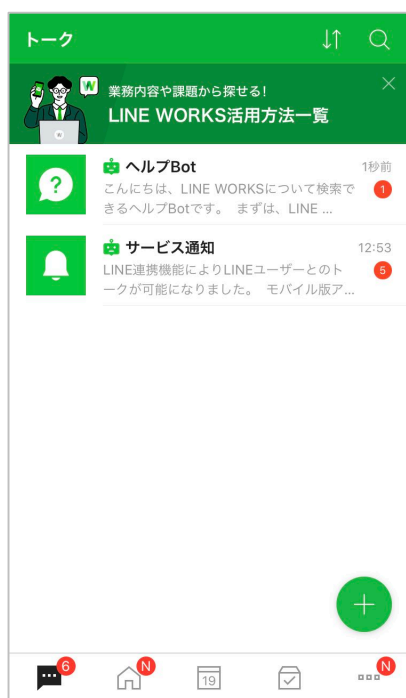 トーク
W
業務内容や課題から探せる!
LINE WORKS活用方法一覧
ヘルプBot
1秒前
こんにちは、LINE WORKSについて検索で
きるヘルプBotです。 まずは、LINE ...
1
サービス通知
12:53
LINE連携機能によりLINEユーザーとのト
ークが可能になりました。 モバイル版ア...
5
6
N
19
N